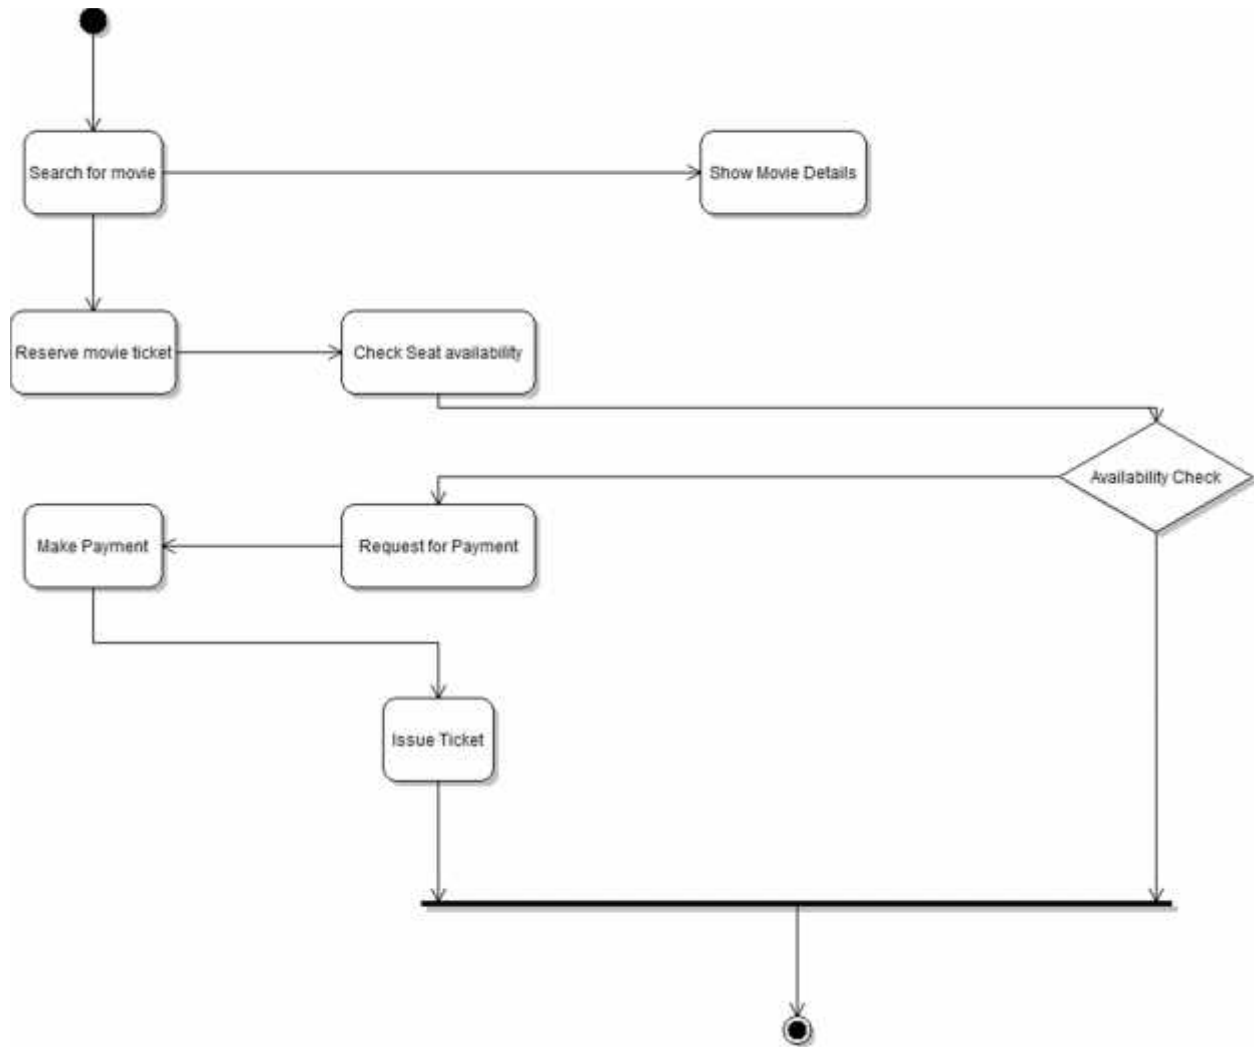 Search for movie
Show Movie Details
Reserve movie ticket
Check Seat availability
Availability Check
Make Payment
Request for Payment
Issue Ticket